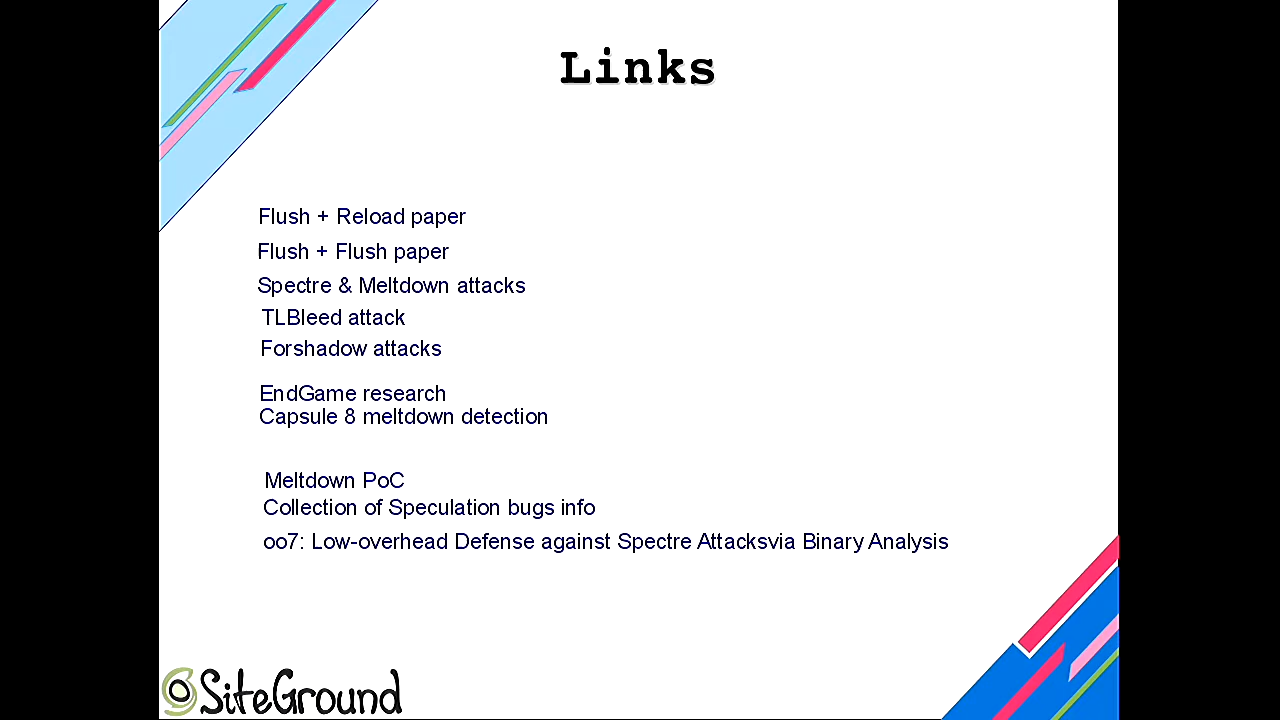 Links
Flush + Reload paper
Flush + Flush paper
Spectre & Meltdown attacks
TLBleed attack
Forshadow attacks
EndGame research
Capsule 8 meltdown detection
Meltdown PoC
Collection of Speculation bugs info
oo7: Low-overhead Defense against Spectre Attacksvia Binary Analysis
SiteGround